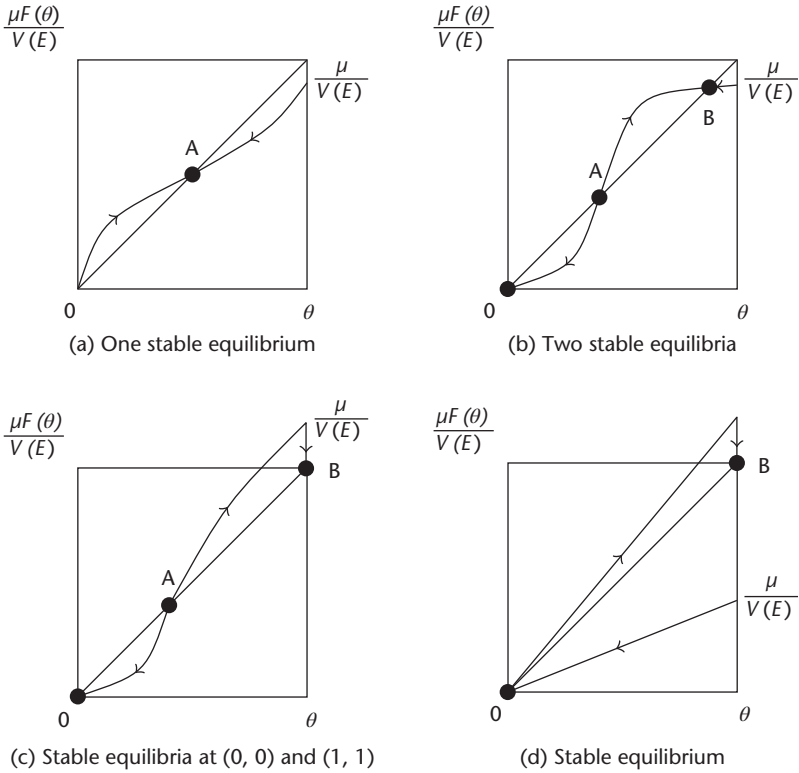 μF(θ)
V(E)
μ
V(E)
A
0
θ
(a) One stable equilibrium
μF(θ)
V(E)
μ
V(E)
B
A
0
θ
(b) Two stable equilibria
μF(θ)
V(E)
μ
V(E)
B
A
0
θ
(c) Stable equilibria at (0, 0) and (1, 1)
μF(θ)
V(E)
B
μ
V(E)
0
θ
(d) Stable equilibrium